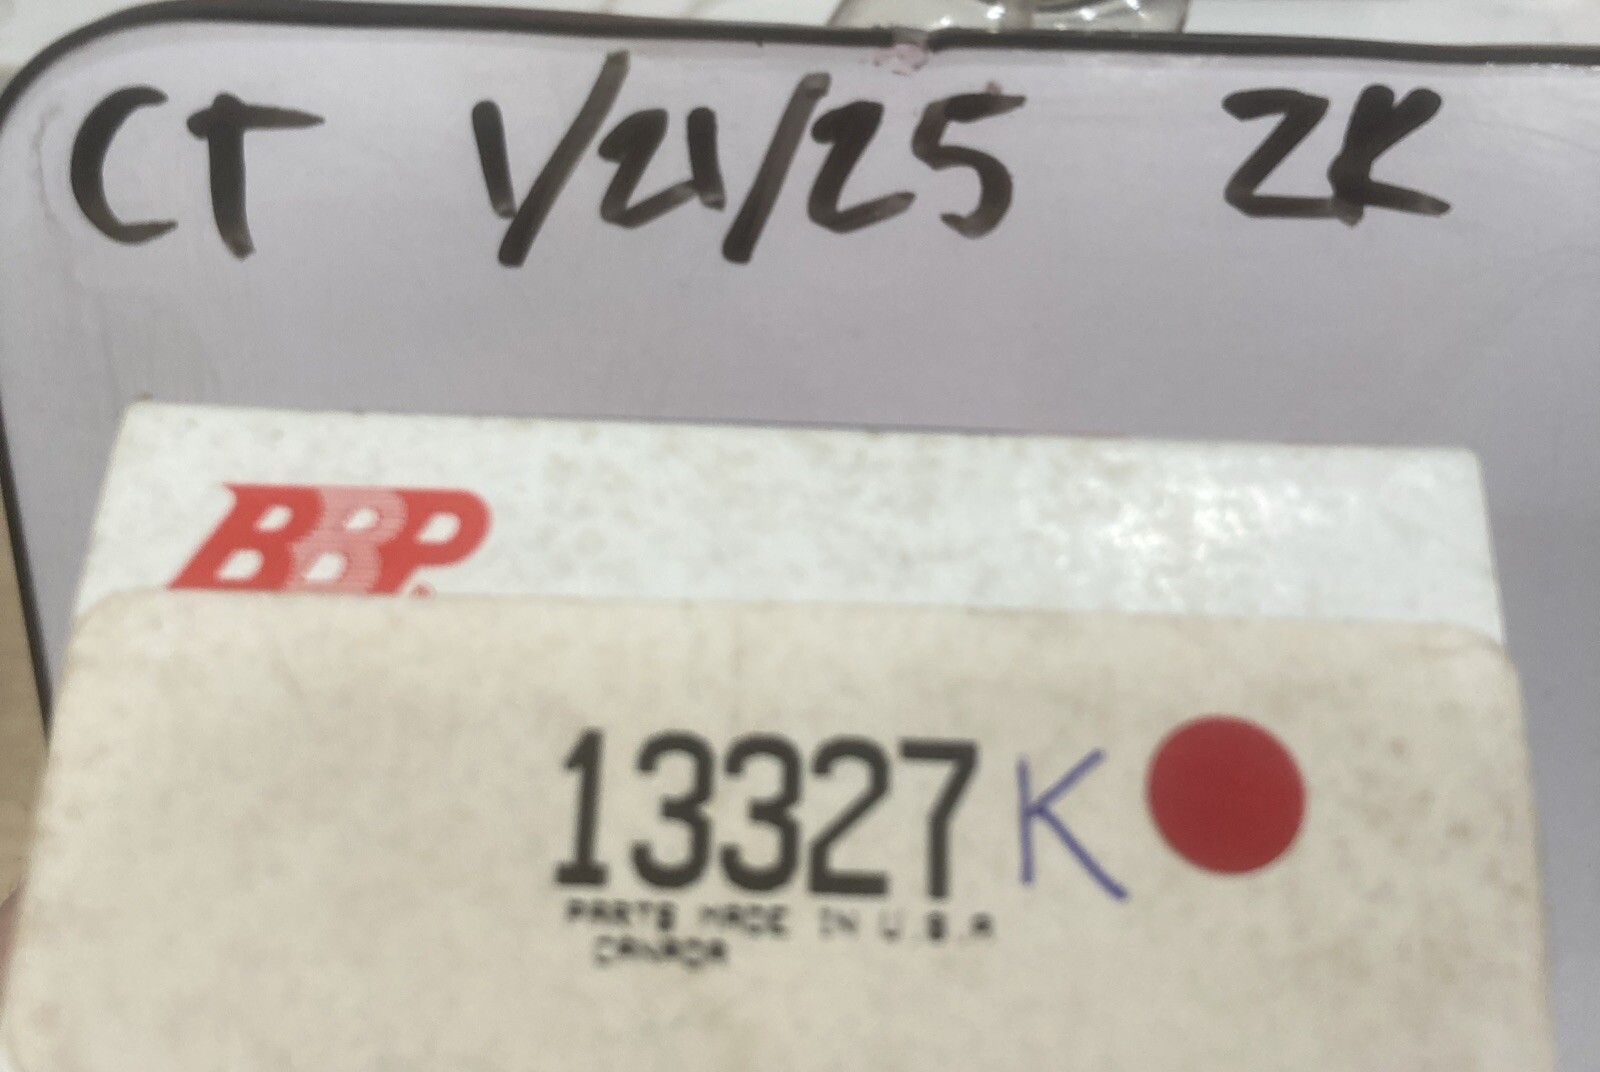 CT 1/21/25 ZK
BBP
13327 K
PARTS MADE IN U.S.A
CANADA